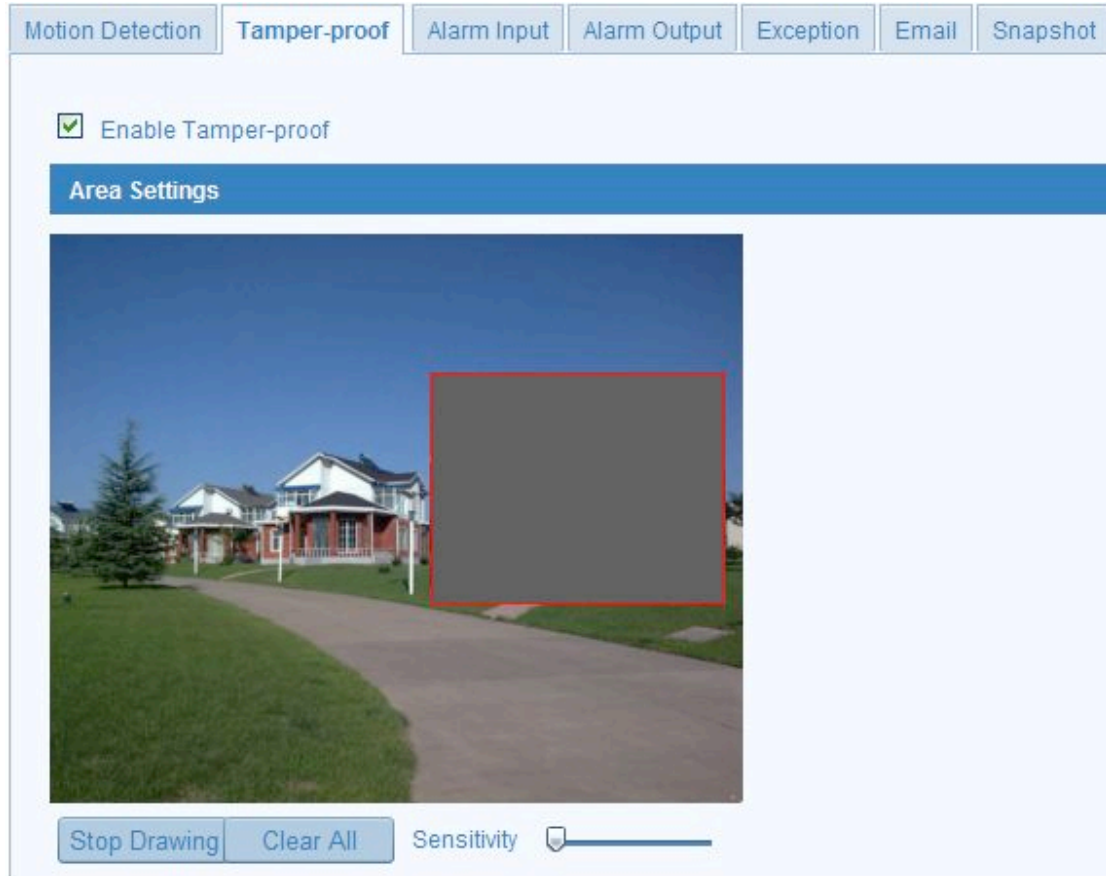 Motion Detection Tamper-proof Alarm Input Alarm Output Exception Email Snapshot
Enable Tamper-proof
Area Settings
Stop Drawing Clear All Sensitivity